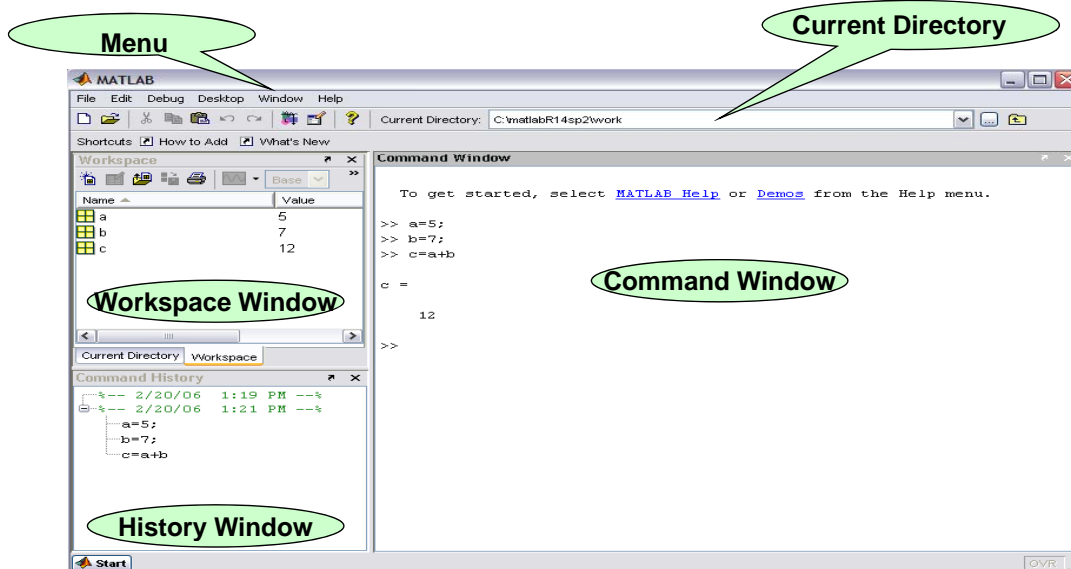 Menu
Current Directory
MATLAB
File Edit Debug Desktop Window Help
Current Directory: C:\matlabR14sp2\work
Shortcuts How to Add What's New
Workspace
Base
Name Value
a 5
b 7
c 12
Workspace Window
Current Directory Workspace
Command History
%-- 2/20/06 1:19 PM --%
%-- 2/20/06 1:21 PM --%
a=5;
b=7;
c=a+b
History Window
Command Window
To get started, select MATLAB Help or Demos from the Help menu.
>> a=5;
>> b=7;
>> c=a+b
c =
12
>>
Command Window
Start
OVR